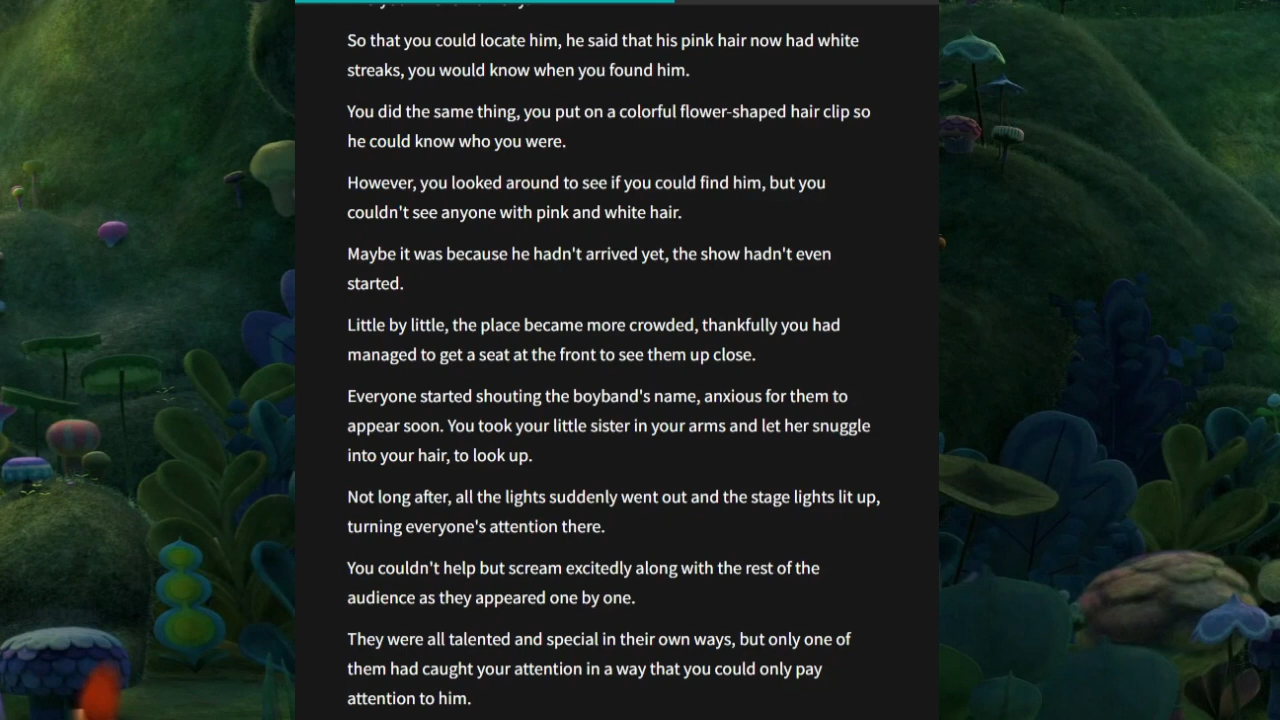 So that you could locate him, he said that his pink hair now had white
streaks, you would know when you found him.
You did the same thing, you put on a colorful flower-shaped hair clip so
he could know who you were.
However, you looked around to see if you could find him, but you
couldn't see anyone with pink and white hair.
Maybe it was because he hadn't arrived yet, the show hadn't even
started.
Little by little, the place became more crowded, thankfully you had
managed to get a seat at the front to see them up close.
Everyone started shouting the boyband's name, anxious for them to
appear soon. You took your little sister in your arms and let her snuggle
into your hair, to look up.
Not long after, all the lights suddenly went out and the stage lights lit up,
turning everyone's attention there.
You couldn't help but scream excitedly along with the rest of the
audience as they appeared one by one.
They were all talented and special in their own ways, but only one of
them had caught your attention in a way that you could only pay
attention to him.